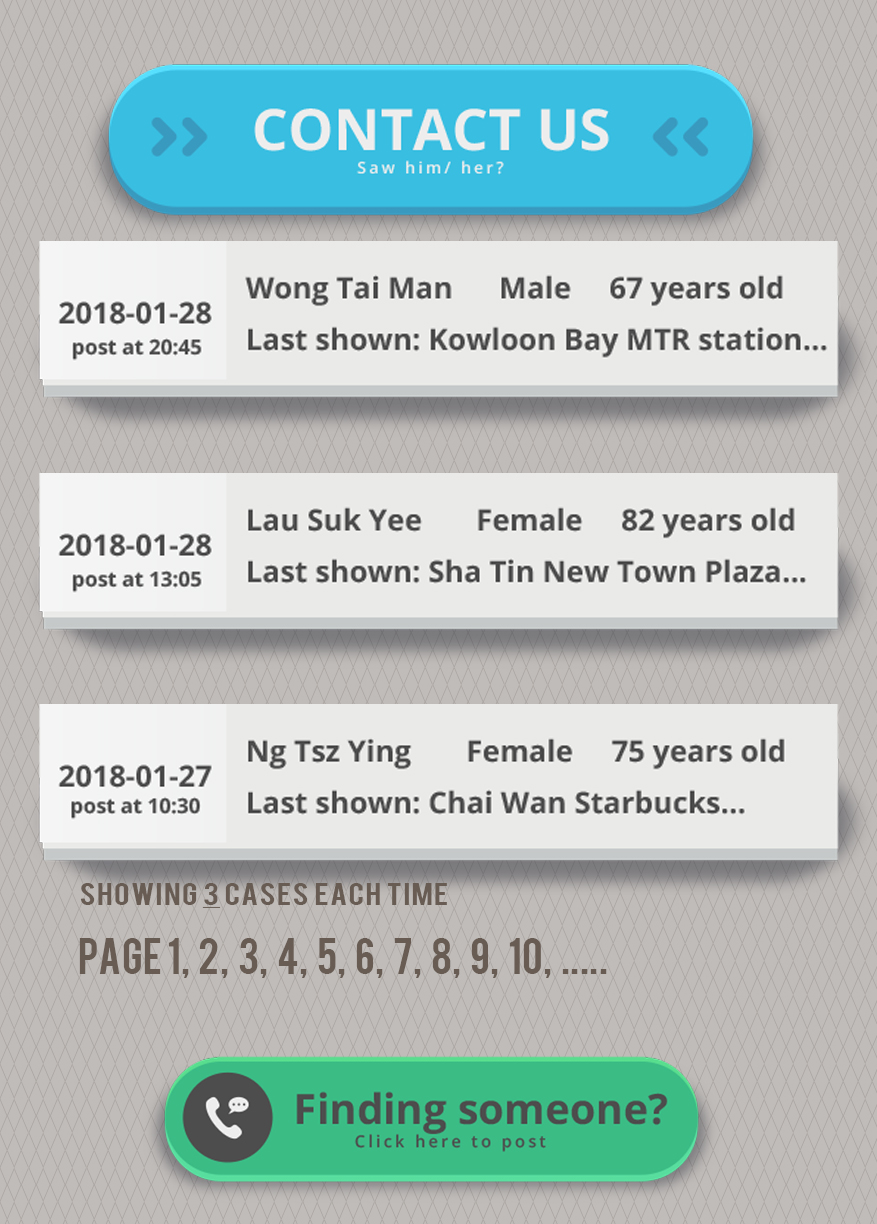 CONTACT US
Saw him/ her?
2018-01-28
post at 20:45
Wong Tai Man Male 67 years old
Last shown: Kowloon Bay MTR station...
2018-01-28
post at 13:05
Lau Suk Yee Female 82 years old
Last shown: Sha Tin New Town Plaza...
2018-01-27
post at 10:30
Ng Tsz Ying Female 75 years old
Last shown: Chai Wan Starbucks...
SHOWING 3 CASES EACH TIME
PAGE 1, 2, 3, 4, 5, 6, 7, 8, 9, 10, .....
Finding someone?
Click here to post